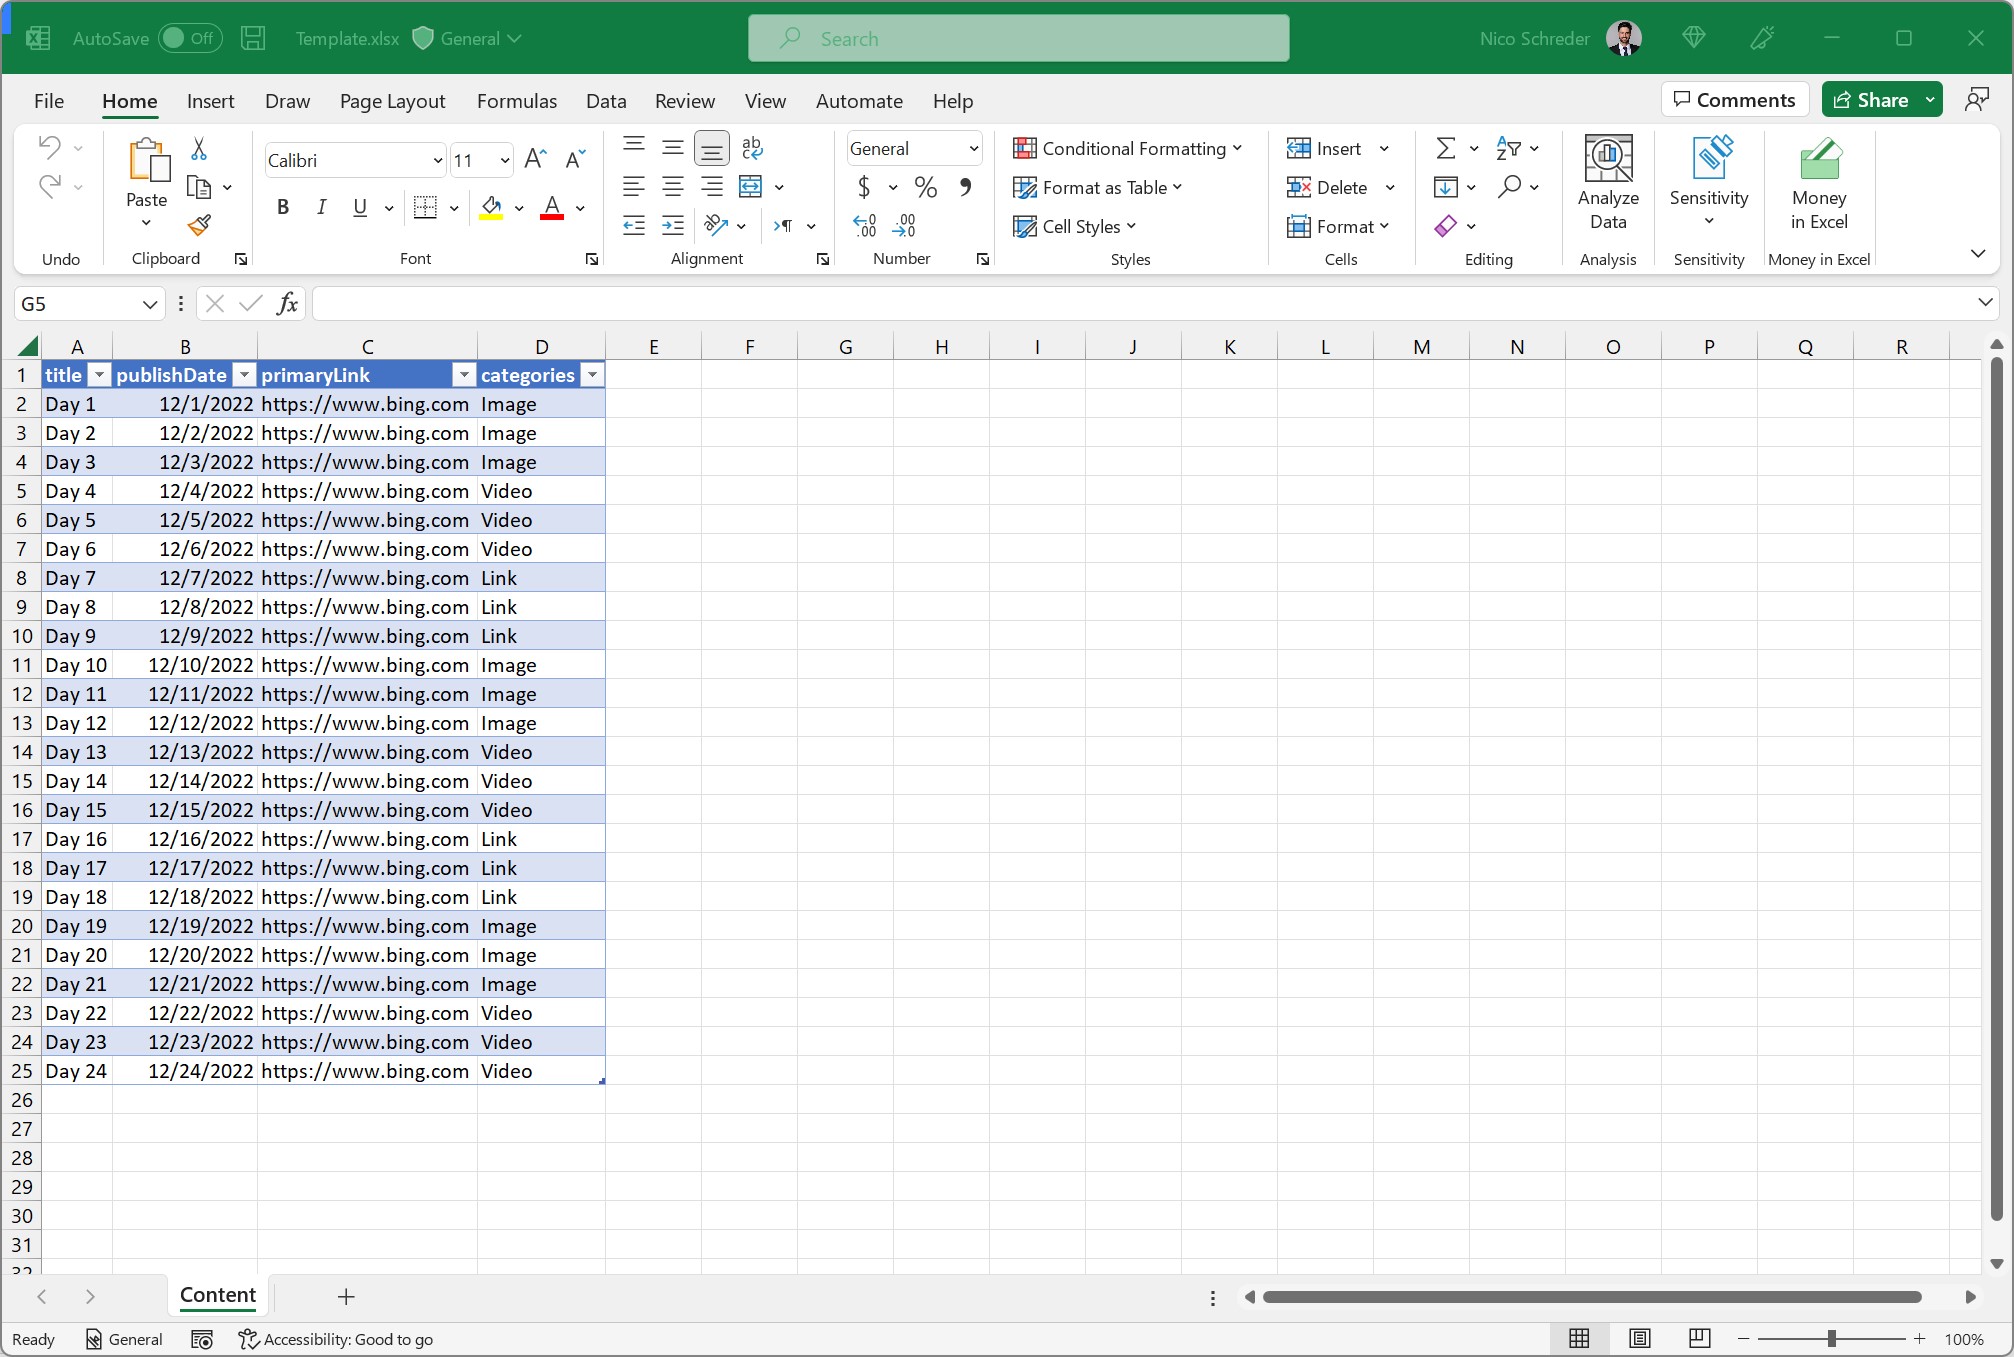 AutoSave Off Template.xlsx General Search Nico Schreder
File Home Insert Draw Page Layout Formulas Data Review View Automate Help Comments Share
Calibri 11 General Conditional Formatting Insert
Paste B I U $ % Format as Table Delete Analyze Data Sensitivity Money in Excel
Cell Styles Format
Undo Clipboard Font Alignment Number Styles Cells Editing Analysis Sensitivity Money in Excel
G5 fx
A B C D E F G H I J K L M N O P Q R
1 title publishDate primaryLink categories
2 Day 1 12/1/2022 https://www.bing.com Image
3 Day 2 12/2/2022 https://www.bing.com Image
4 Day 3 12/3/2022 https://www.bing.com Image
5 Day 4 12/4/2022 https://www.bing.com Video
6 Day 5 12/5/2022 https://www.bing.com Video
7 Day 6 12/6/2022 https://www.bing.com Video
8 Day 7 12/7/2022 https://www.bing.com Link
9 Day 8 12/8/2022 https://www.bing.com Link
10 Day 9 12/9/2022 https://www.bing.com Link
11 Day 10 12/10/2022 https://www.bing.com Image
12 Day 11 12/11/2022 https://www.bing.com Image
13 Day 12 12/12/2022 https://www.bing.com Image
14 Day 13 12/13/2022 https://www.bing.com Video
15 Day 14 12/14/2022 https://www.bing.com Video
16 Day 15 12/15/2022 https://www.bing.com Video
17 Day 16 12/16/2022 https://www.bing.com Link
18 Day 17 12/17/2022 https://www.bing.com Link
19 Day 18 12/18/2022 https://www.bing.com Link
20 Day 19 12/19/2022 https://www.bing.com Image
21 Day 20 12/20/2022 https://www.bing.com Image
22 Day 21 12/21/2022 https://www.bing.com Image
23 Day 22 12/22/2022 https://www.bing.com Video
24 Day 23 12/23/2022 https://www.bing.com Video
25 Day 24 12/24/2022 https://www.bing.com Video
26
27
28
29
30
31
32
Content
Ready General Accessibility: Good to go 100%